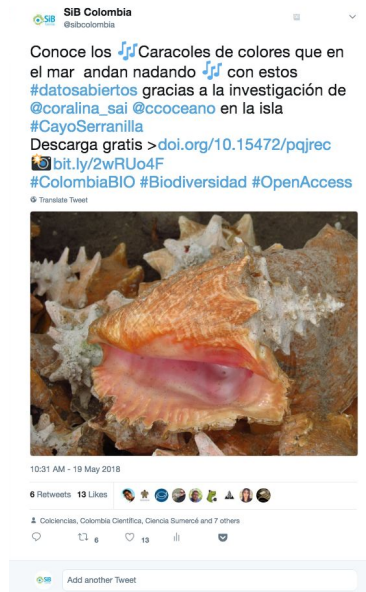 SiB Colombia
@sibcolombia
Conoce los 🎶Caracoles de colores que en
el mar andan nadando 🎶 con estos
#datosabiertos gracias a la investigación de
@coralina_sai @ccoceano en la isla
#CayoSerranilla
Descarga gratis >doi.org/10.15472/pqjrec
📸bit.ly/2wRUo4F
#ColombiaBIO #Biodiversidad #OpenAccess
Translate Tweet
10:31 AM - 19 May 2018
6 Retweets 13 Likes
Colciencias, Colombia Científica, Ciencia Sumercé and 7 others
6 13
SiB Add another Tweet